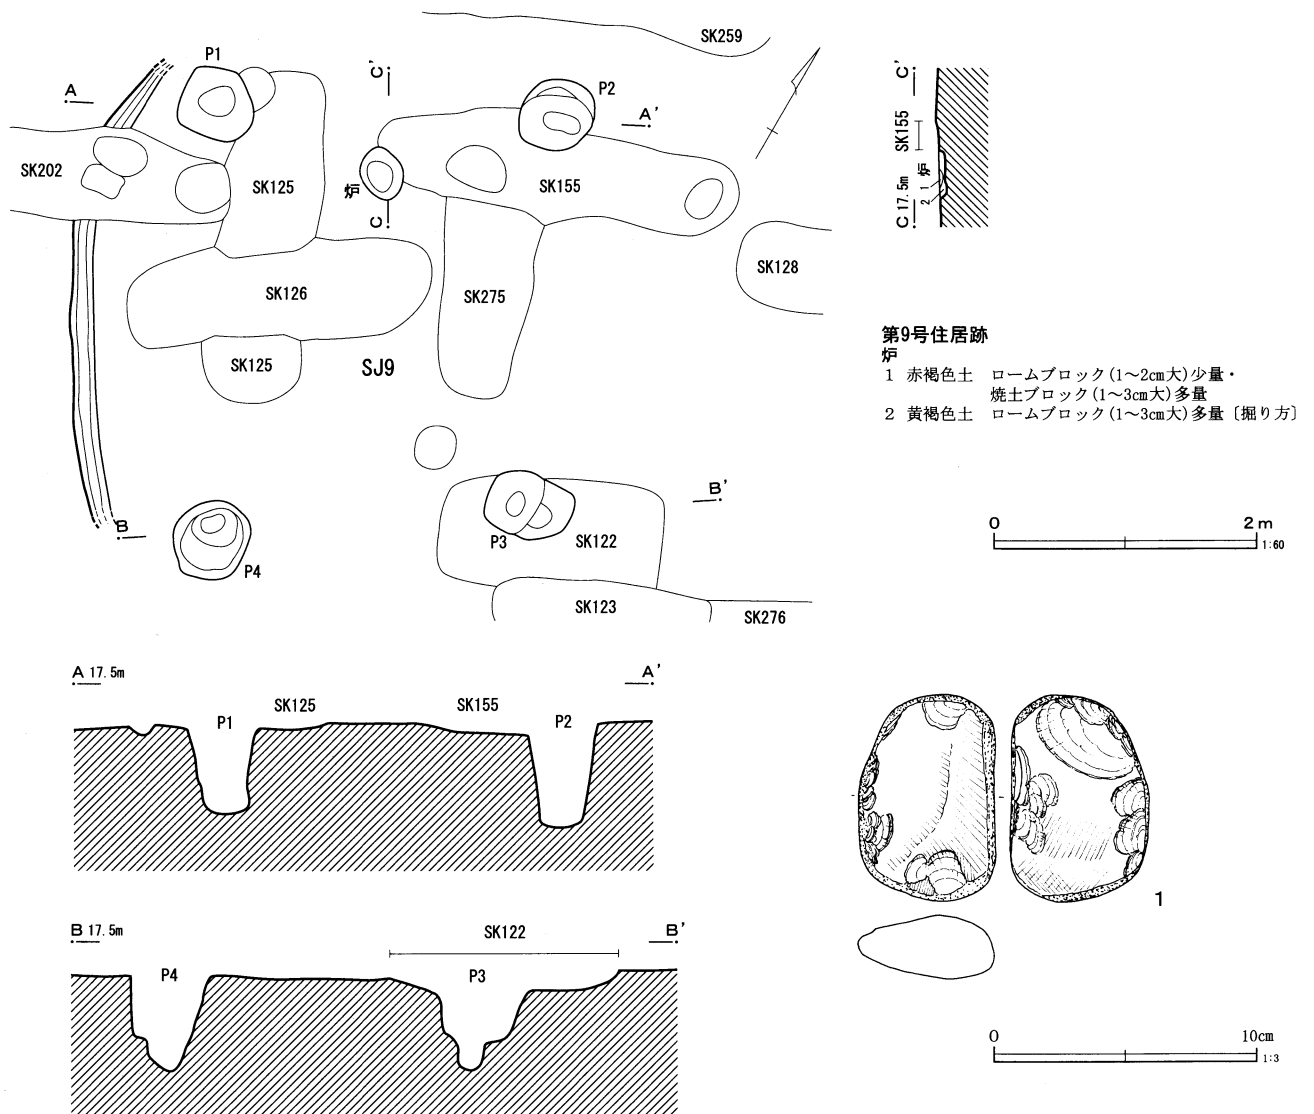 SK259
P1
C'
P2
A
A'
SK202
SK125
炉
SK155
C
SK128
SK126
SK275
SK125
SJ9
B
B'
P3
SK122
P4
SK123
SK276
C'
SK155
炉
1
2
17.5m
C
第9号住居跡
炉
1 赤褐色土 ロームブロック(1～2cm大)少量・
焼土ブロック(1～3cm大)多量
2 黄褐色土 ロームブロック(1～3cm大)多量〔掘り方〕
0 2m
1:60
A 17.5m A'
P1 SK125 SK155 P2
B 17.5m SK122 B'
P4 P3
1
0 10cm
1:3